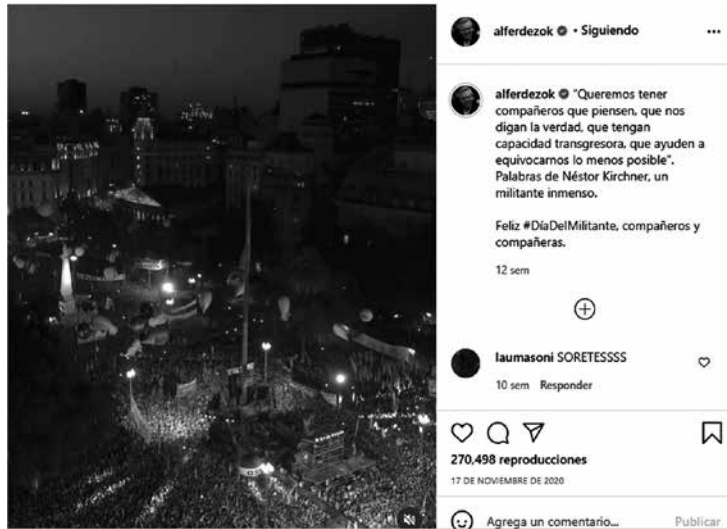 alferdezok • Siguiendo
alferdezok "Queremos tener
compañeros que piensen, que nos
digan la verdad, que tengan
capacidad transgresora, que ayuden a
equivocarnos lo menos posible".
Palabras de Néstor Kirchner, un
militante inmenso.
Feliz #DíaDelMilitante, compañeros y
compañeras.
12 sem
laumasoni SORETESSSS
10 sem Responder
270,498 reproducciones
17 DE NOVIEMBRE DE 2020
Agrega un comentario... Publicar